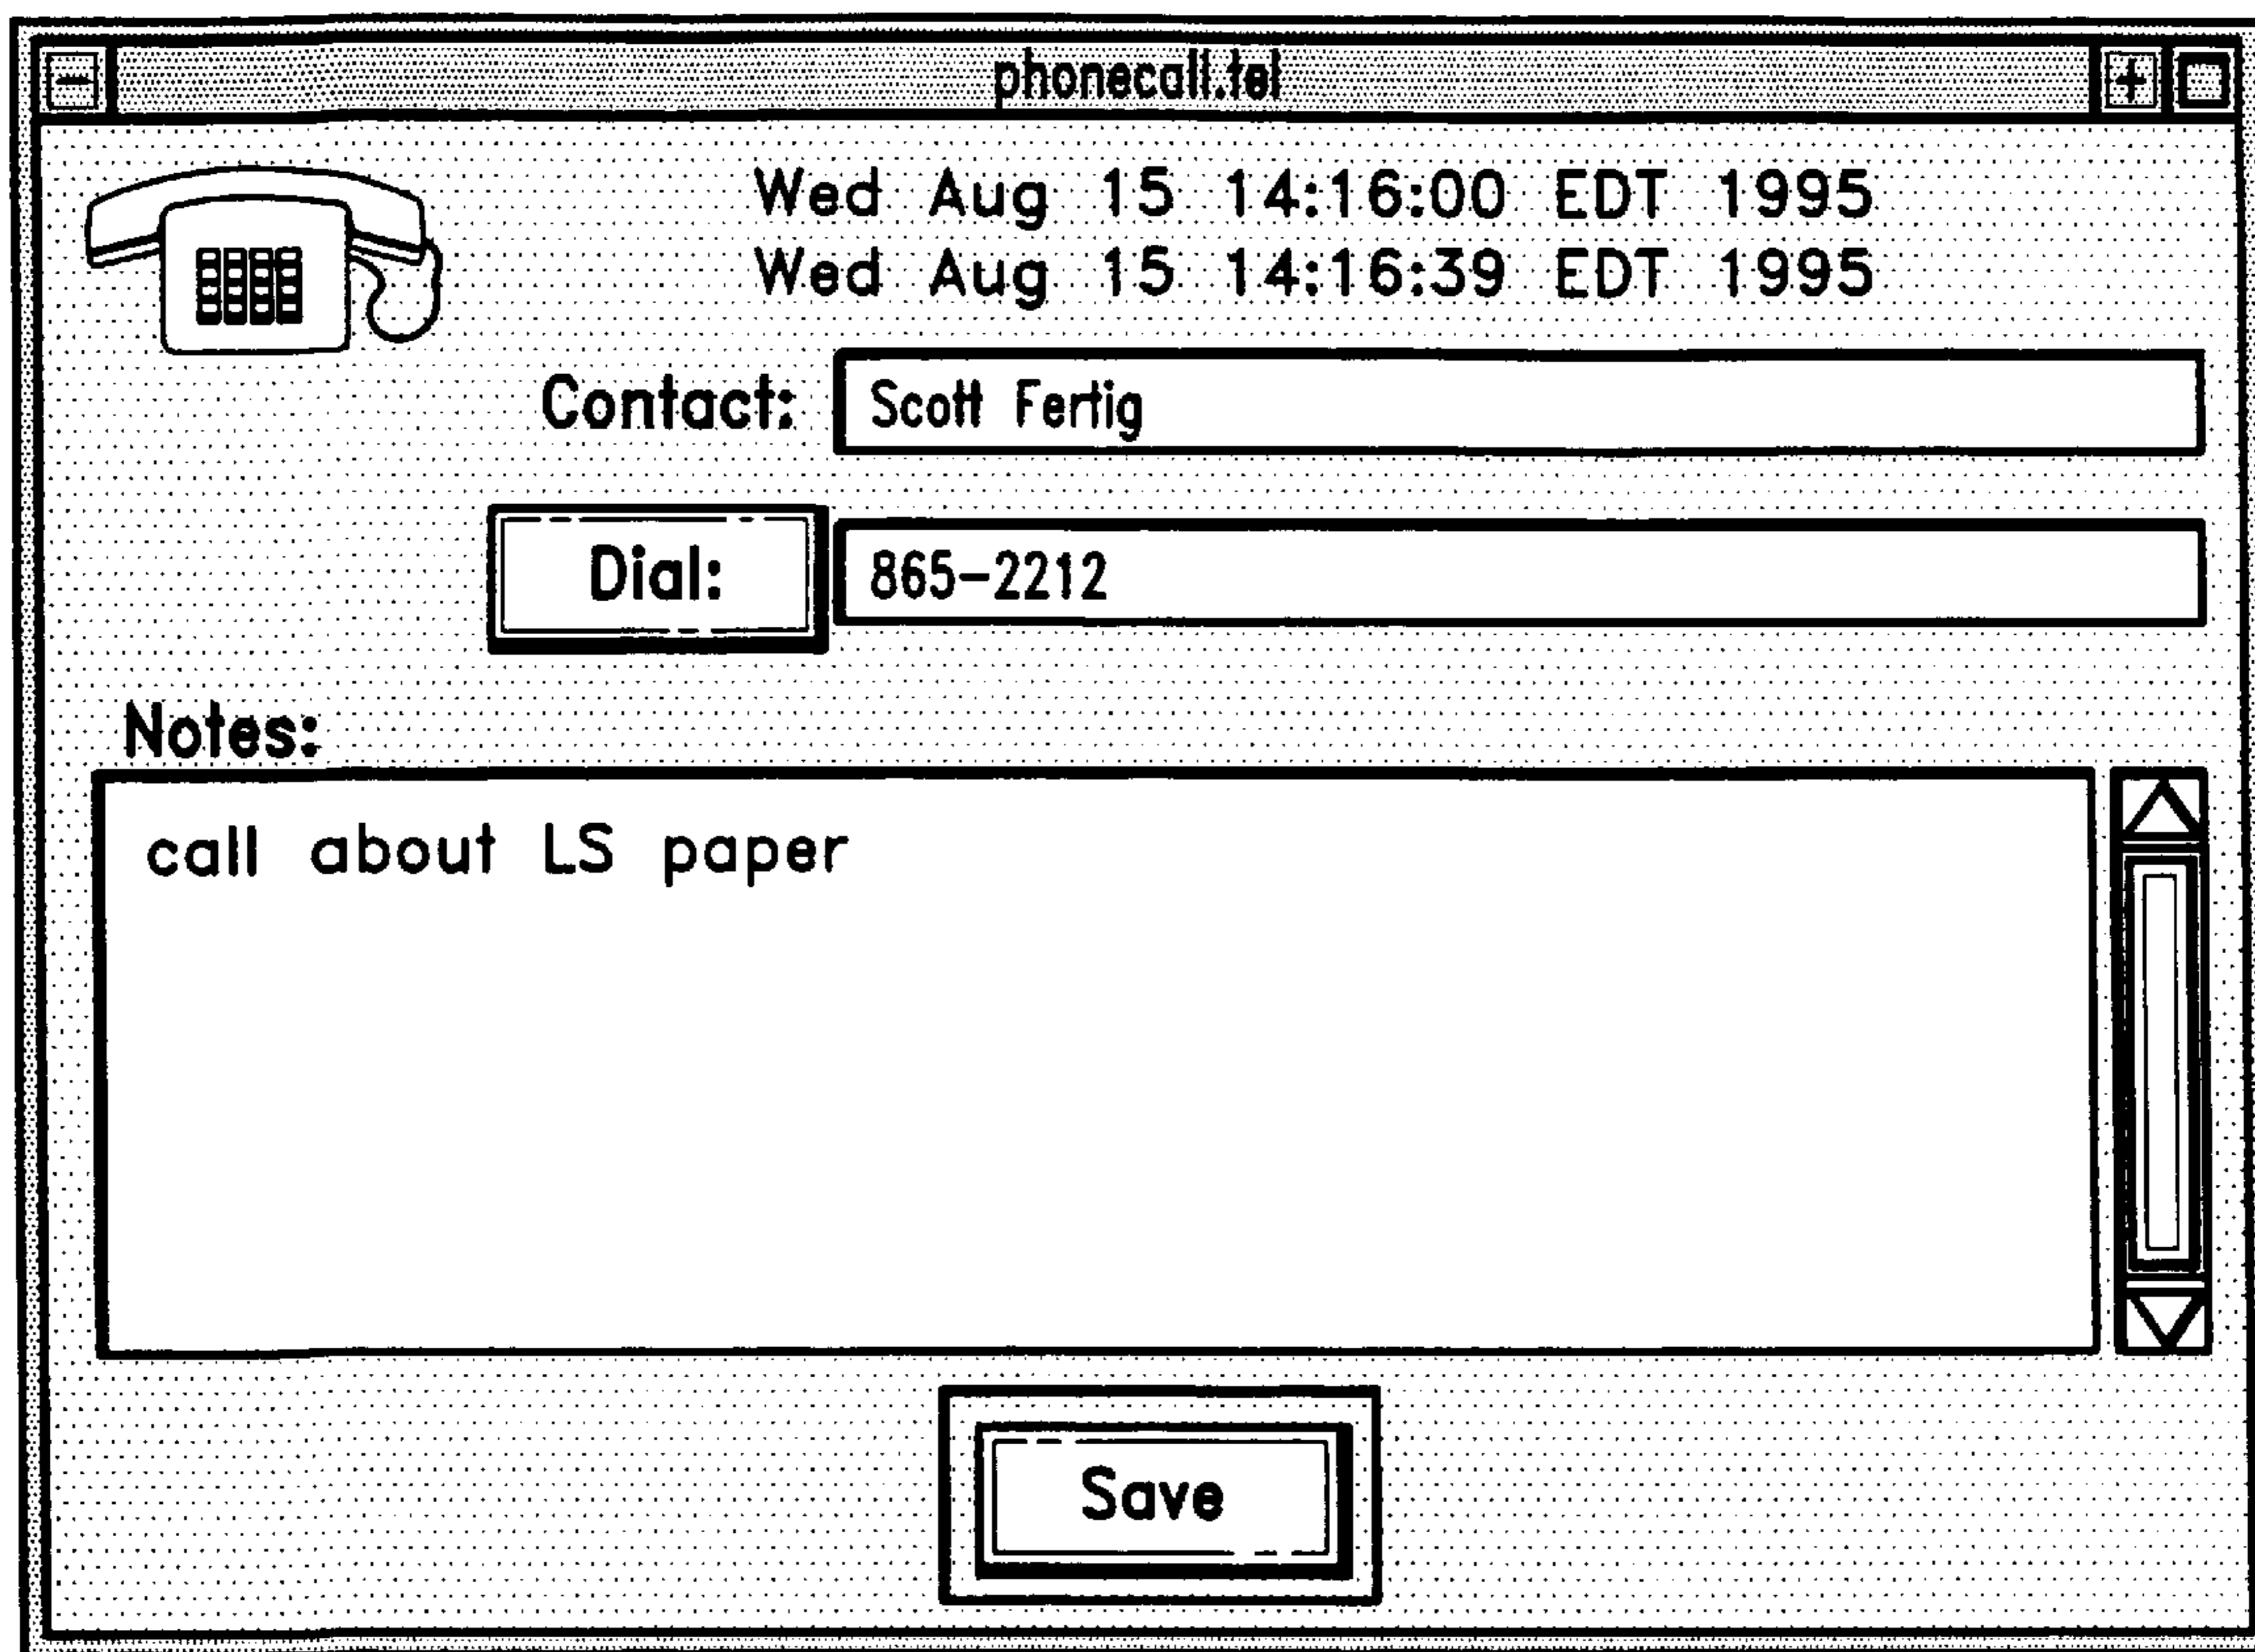 phonecall.tel
Wed Aug 15 14:16:00 EDT 1995
Wed Aug 15 14:16:39 EDT 1995
Contact: Scott Fertig
Dial: 865-2212
Notes:
call about LS paper
Save